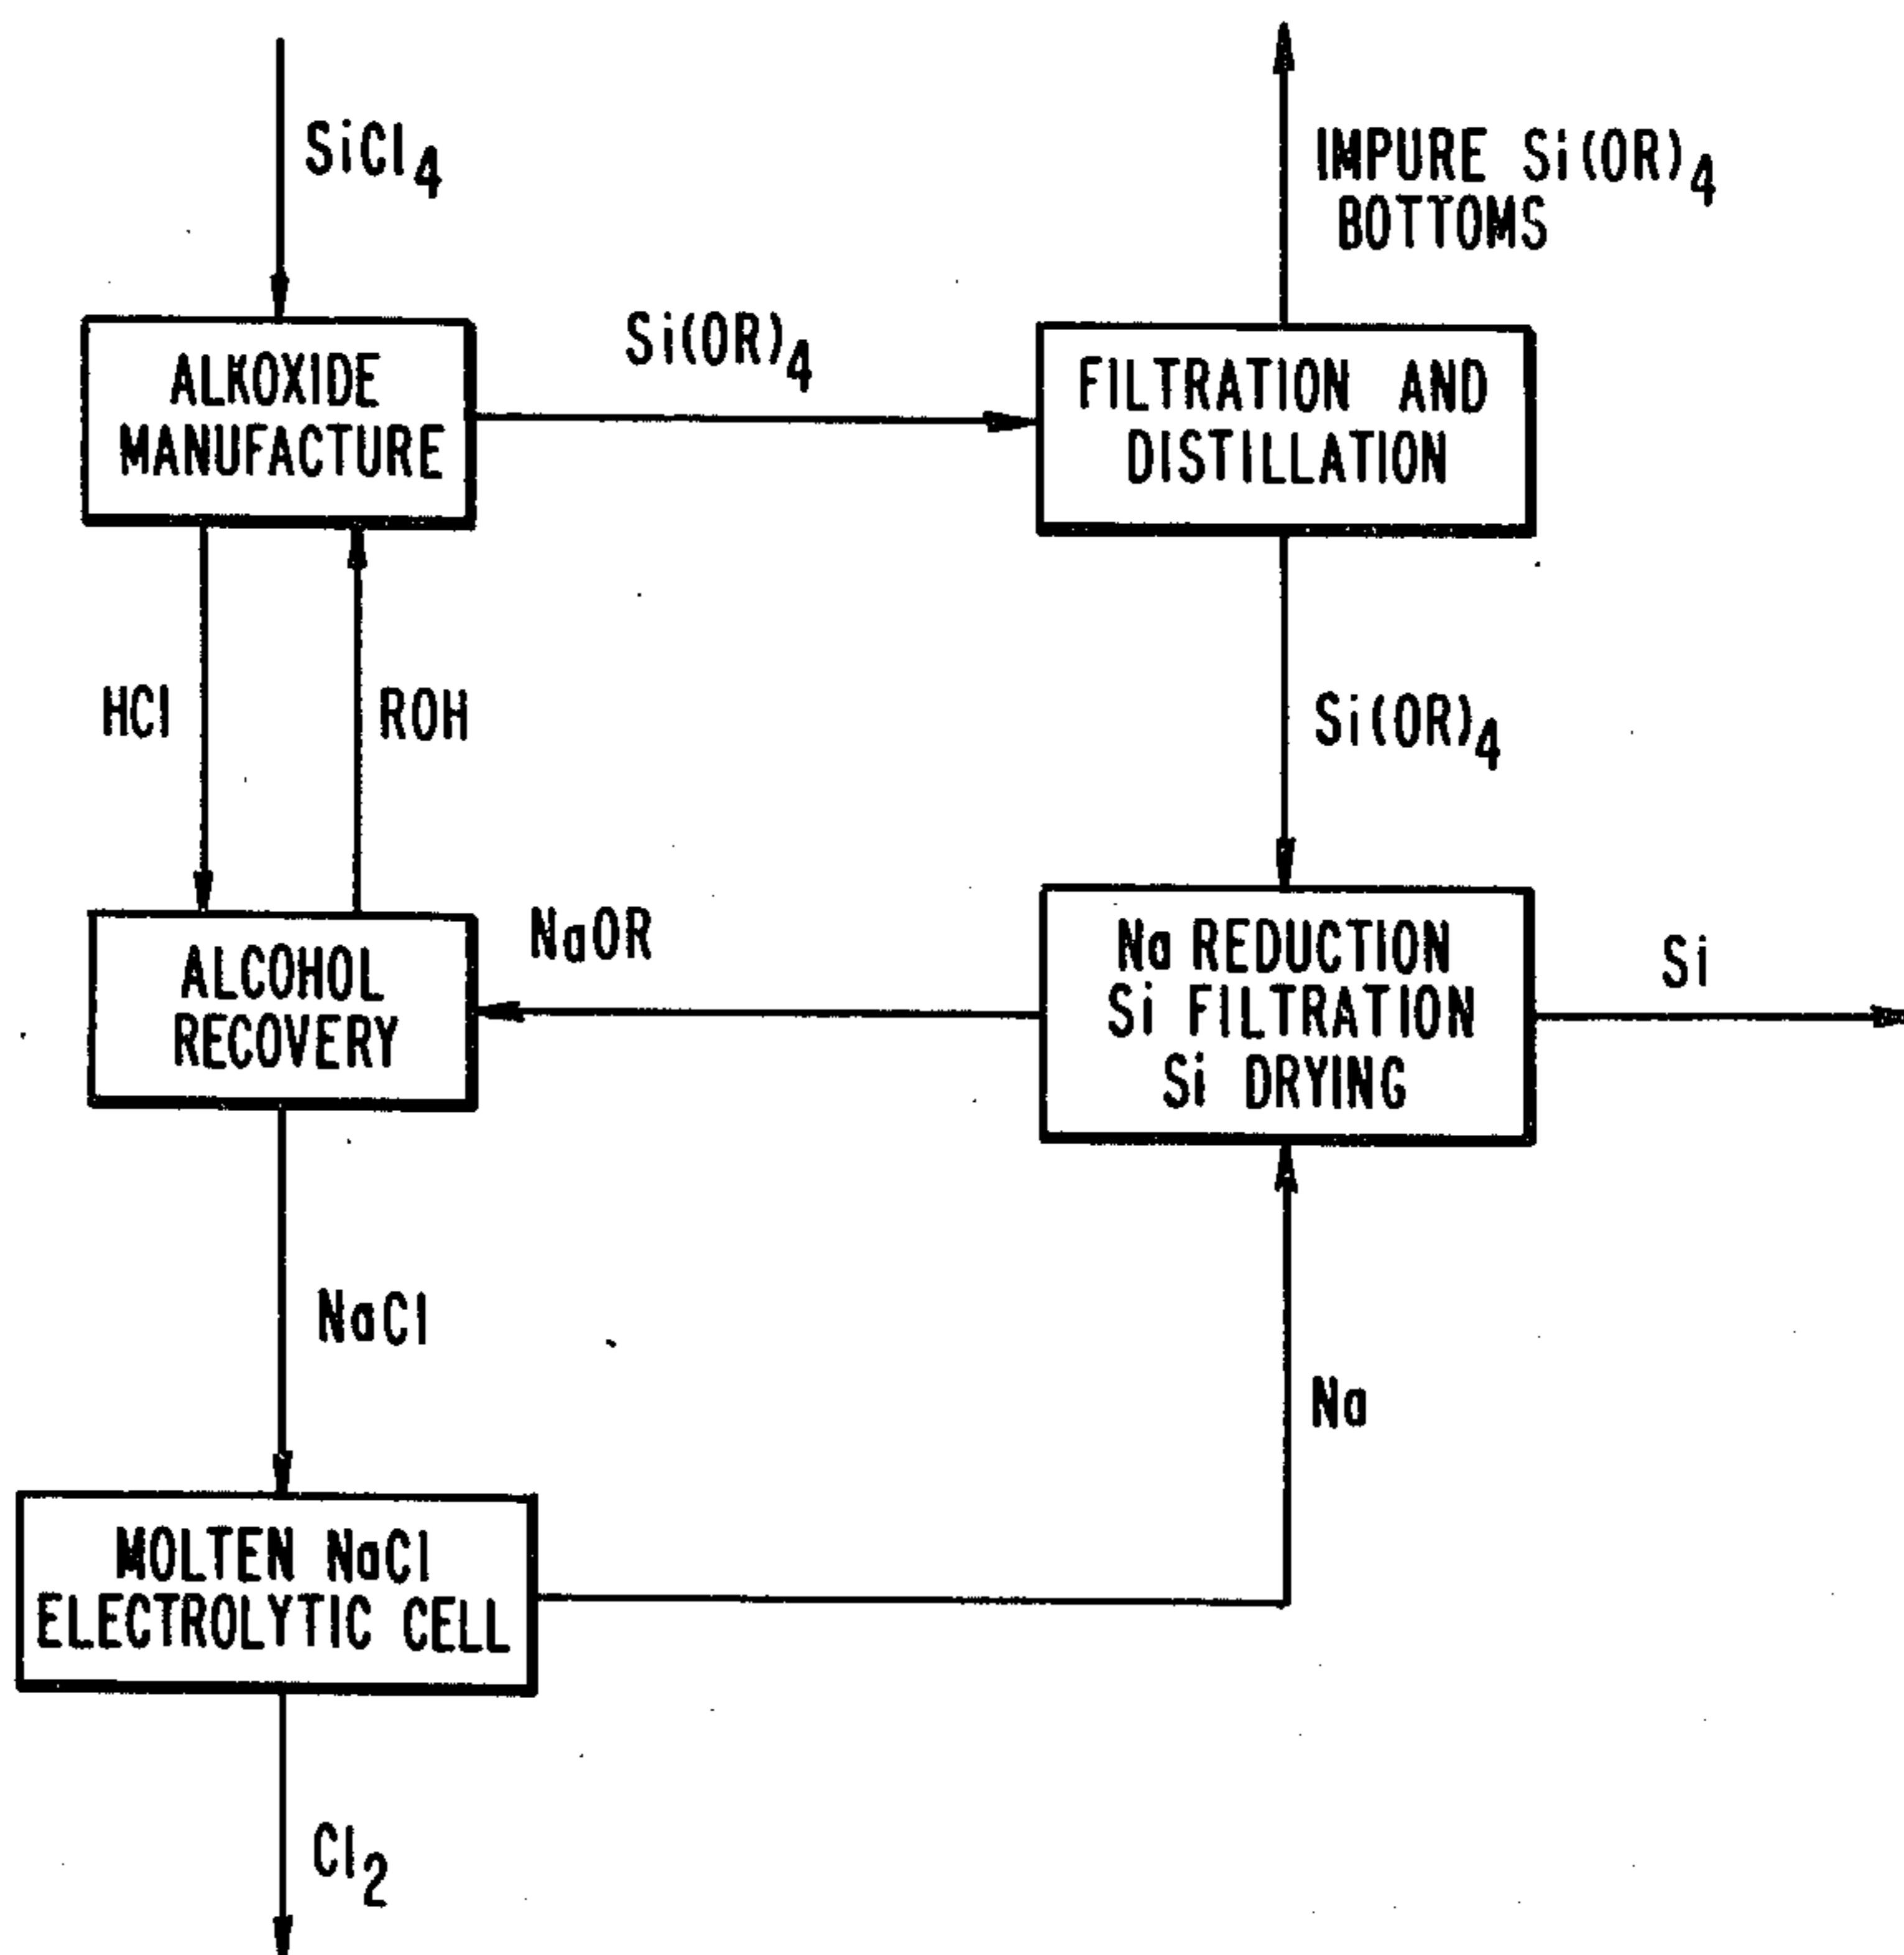 SiCl4
IMPURE Si(OR)4
BOTTOMS
ALKOXIDE
MANUFACTURE
Si(OR)4
FILTRATION AND
DISTILLATION
HCl
ROH
Si(OR)4
ALCOHOL
RECOVERY
NaOR
Na REDUCTION
Si FILTRATION
Si DRYING
Si
NaCl
Na
MOLTEN NaCl
ELECTROLYTIC CELL
Cl2